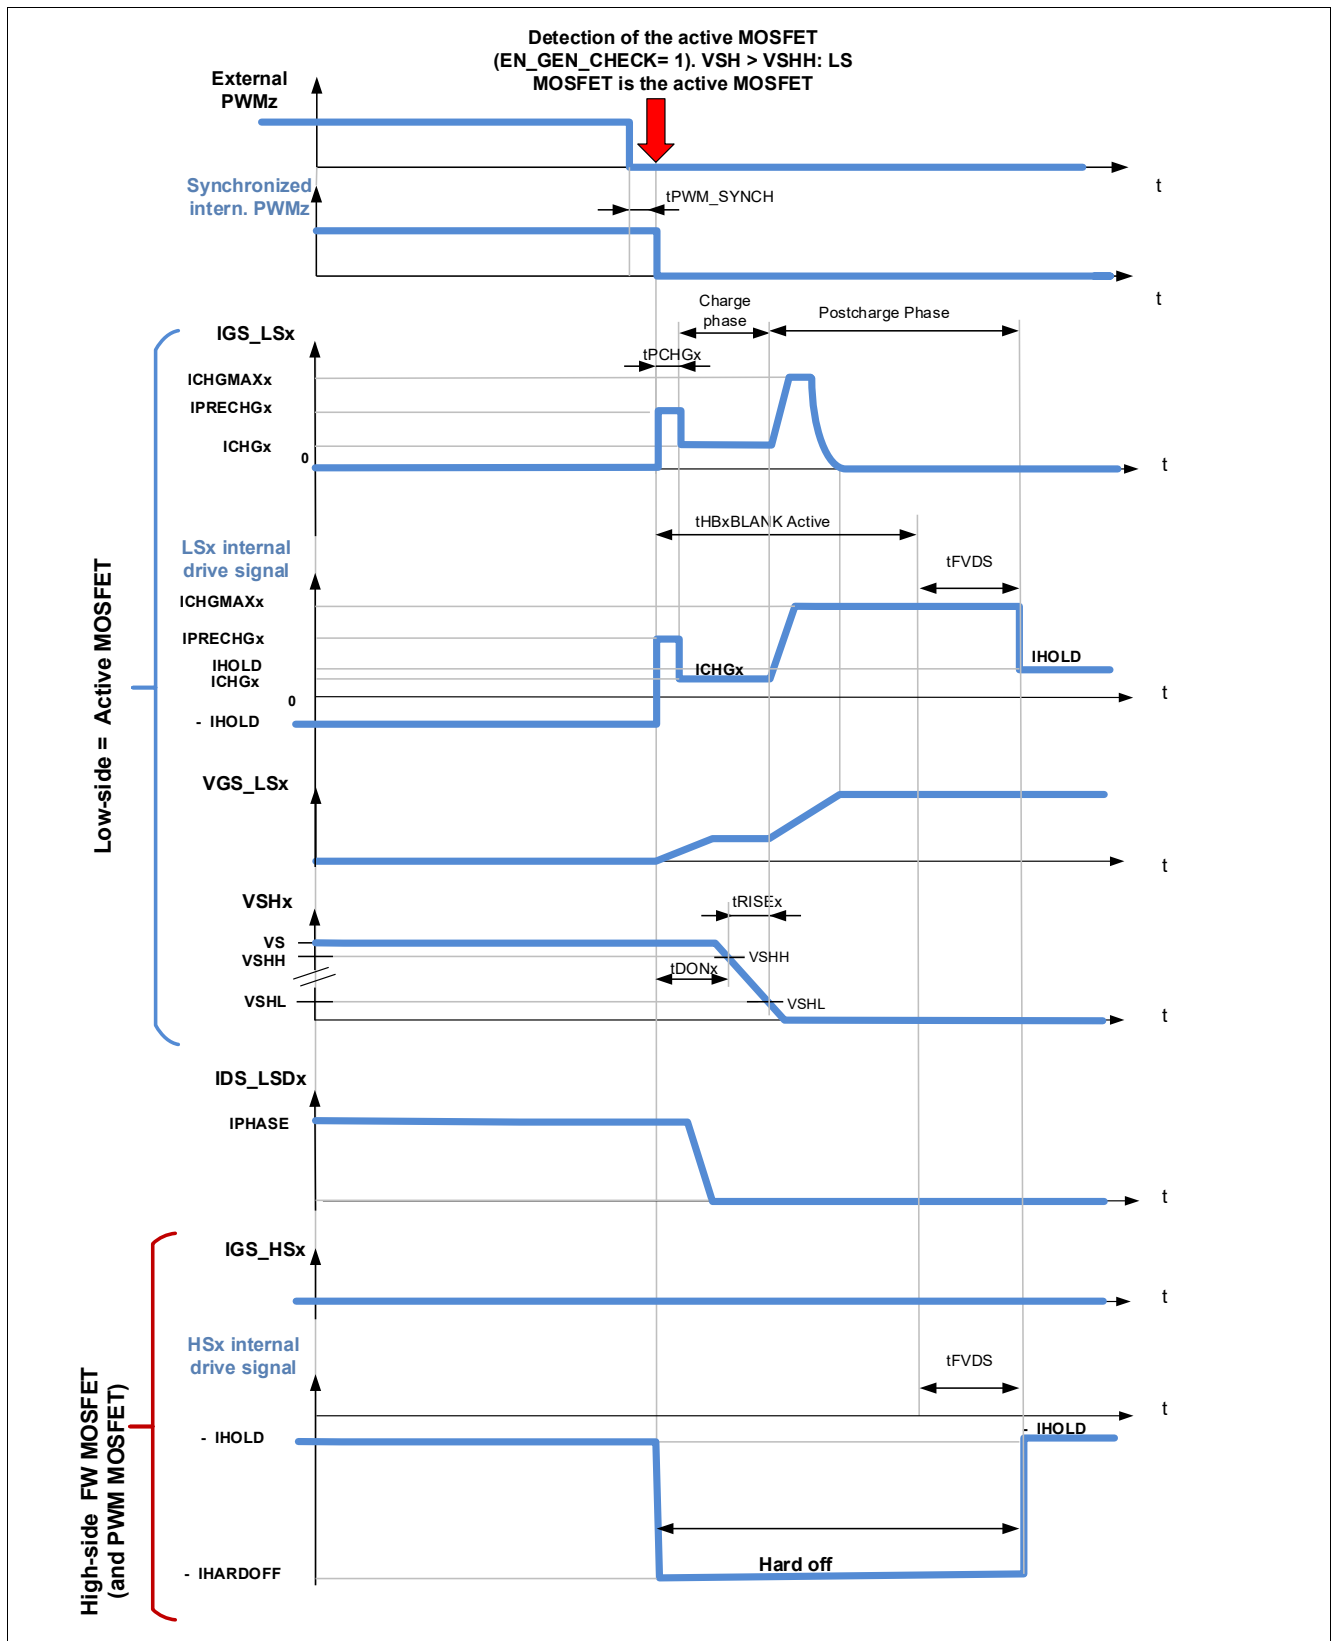 Detection of the active MOSFET
(EN_GEN_CHECK= 1). VSH > VSHH: LS
MOSFET is the active MOSFET
External
PWMz
t
Synchronized
intern. PWMz
tPWM_SYNCH
t
Charge
phase
Postcharge Phase
IGS_LSx
tPCHGx
ICHGMAXx
IPRECHGx
ICHGx
0
t
tHBxBLANK Active
LSx internal
drive signal
tFVDS
ICHGMAXx
IPRECHGx
IHOLD
ICHGx
ICHGx
IHOLD
0
t
- IHOLD
VGS_LSx
t
VSHx
tRISEx
VS
VSHH
VSHH
tDONx
VSHL
VSHL
t
Low-side = Active MOSFET
IDS_LSDx
IPHASE
t
IGS_HSx
t
HSx internal
drive signal
tFVDS
t
- IHOLD
- IHOLD
Hard off
- IHARDOFF
High-side FW MOSFET
(and PWM MOSFET)